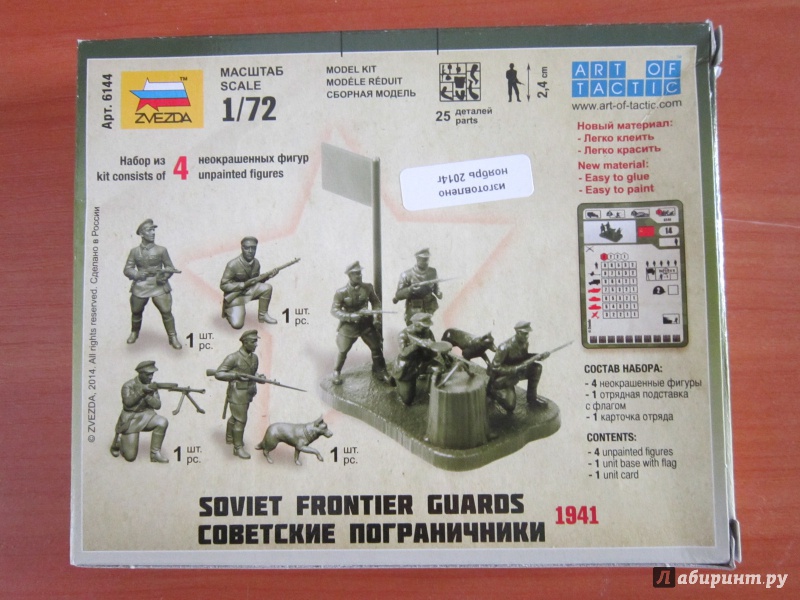 Арт. 6144
ZVEZDA
TM
МАСШТАБ
SCALE
1/72
MODEL KIT
MODÈLE RÉDUIT
СБОРНАЯ МОДЕЛЬ
25 деталей
parts
2,4 cm
ART OF
TACTIC
www.art-of-tactic.com
Набор из 4 неокрашенных фигур
kit consists of unpainted figures
изготовлено
ноябрь 2014г
Новый материал:
- Легко клеить
- Легко красить
New material:
- Easy to glue
- Easy to paint
14
1 шт.
pc.
1 шт.
pc.
1 шт.
pc.
1 шт.
pc.
СОСТАВ НАБОРА:
- 4 неокрашенные фигуры
- 1 отрядная подставка
с флагом
- 1 карточка отряда
CONTENTS:
- 4 unpainted figures
- 1 unit base with flag
- 1 unit card
© ZVEZDA, 2014. All rights reserved. Сделано в России
SOVIET FRONTIER GUARDS
СОВЕТСКИЕ ПОГРАНИЧНИКИ
1941
Лабиринт.ру